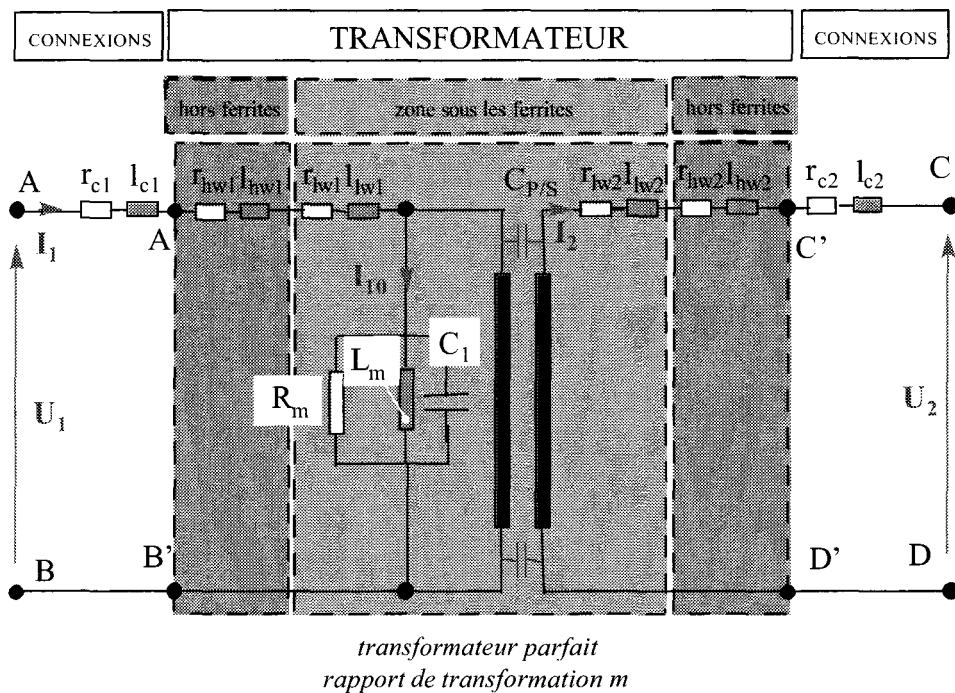 CONNEXIONS TRANSFORMATEUR CONNEXIONS
hors ferrites zone sous les ferrites hors ferrites
A r_c1 l_c1 r_hw1 l_hw1 r_lw1 l_lw1 C_P/S r_lw2 l_lw2 r_hw2 l_hw2 r_c2 l_c2 C
I_1 A I_2 C'
I_10
L_m C_1
R_m
U_1 U_2
B B' D' D
transformateur parfait
rapport de transformation m